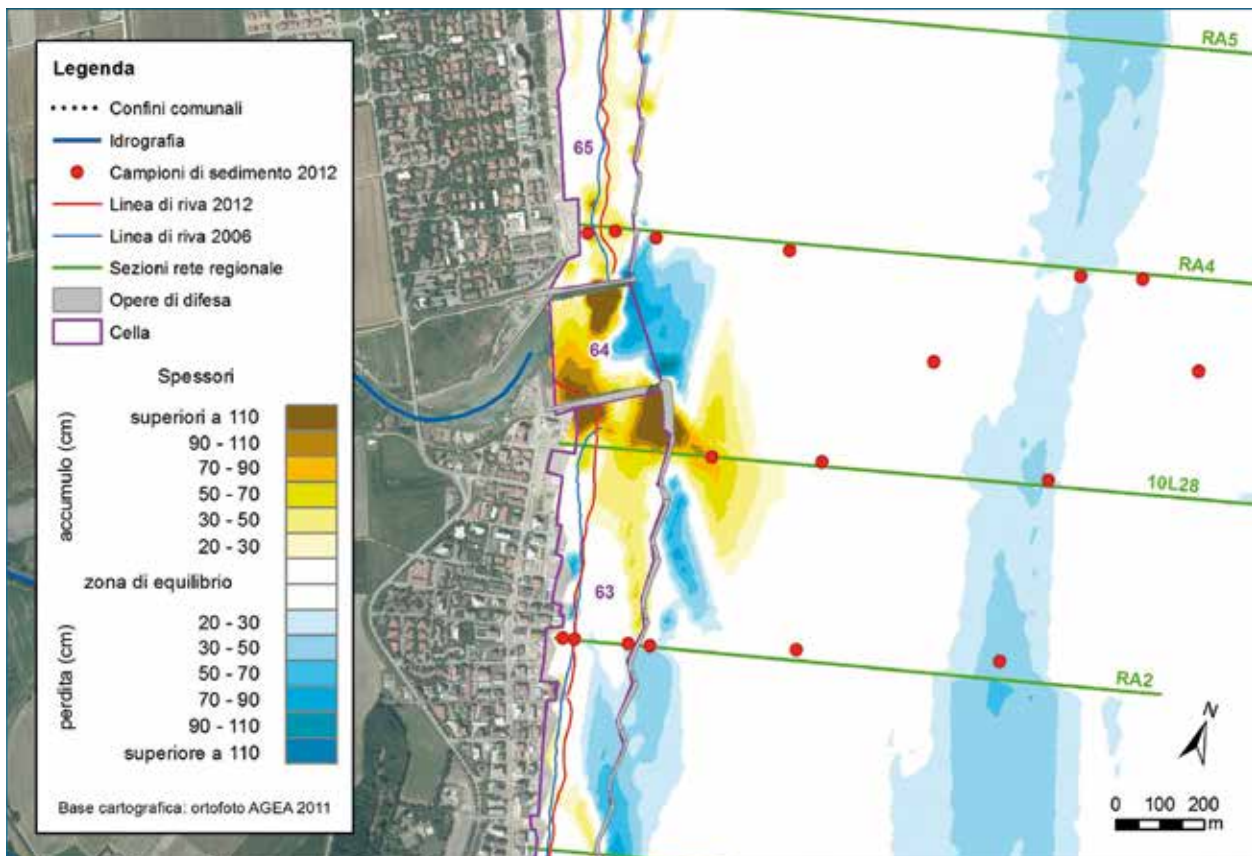 Legenda
Confini comunali
Idrografia
Campioni di sedimento 2012
Linea di riva 2012
Linea di riva 2006
Sezioni rete regionale
Opere di difesa
Cella
Spessori
accumulo (cm)
superiori a 110
90 - 110
70 - 90
50 - 70
30 - 50
20 - 30
zona di equilibrio
perdita (cm)
20 - 30
30 - 50
50 - 70
70 - 90
90 - 110
superiore a 110
Base cartografica: ortofoto AGEA 2011
RA5
65
RA4
64
10L28
63
RA2
N
0 100 200
m